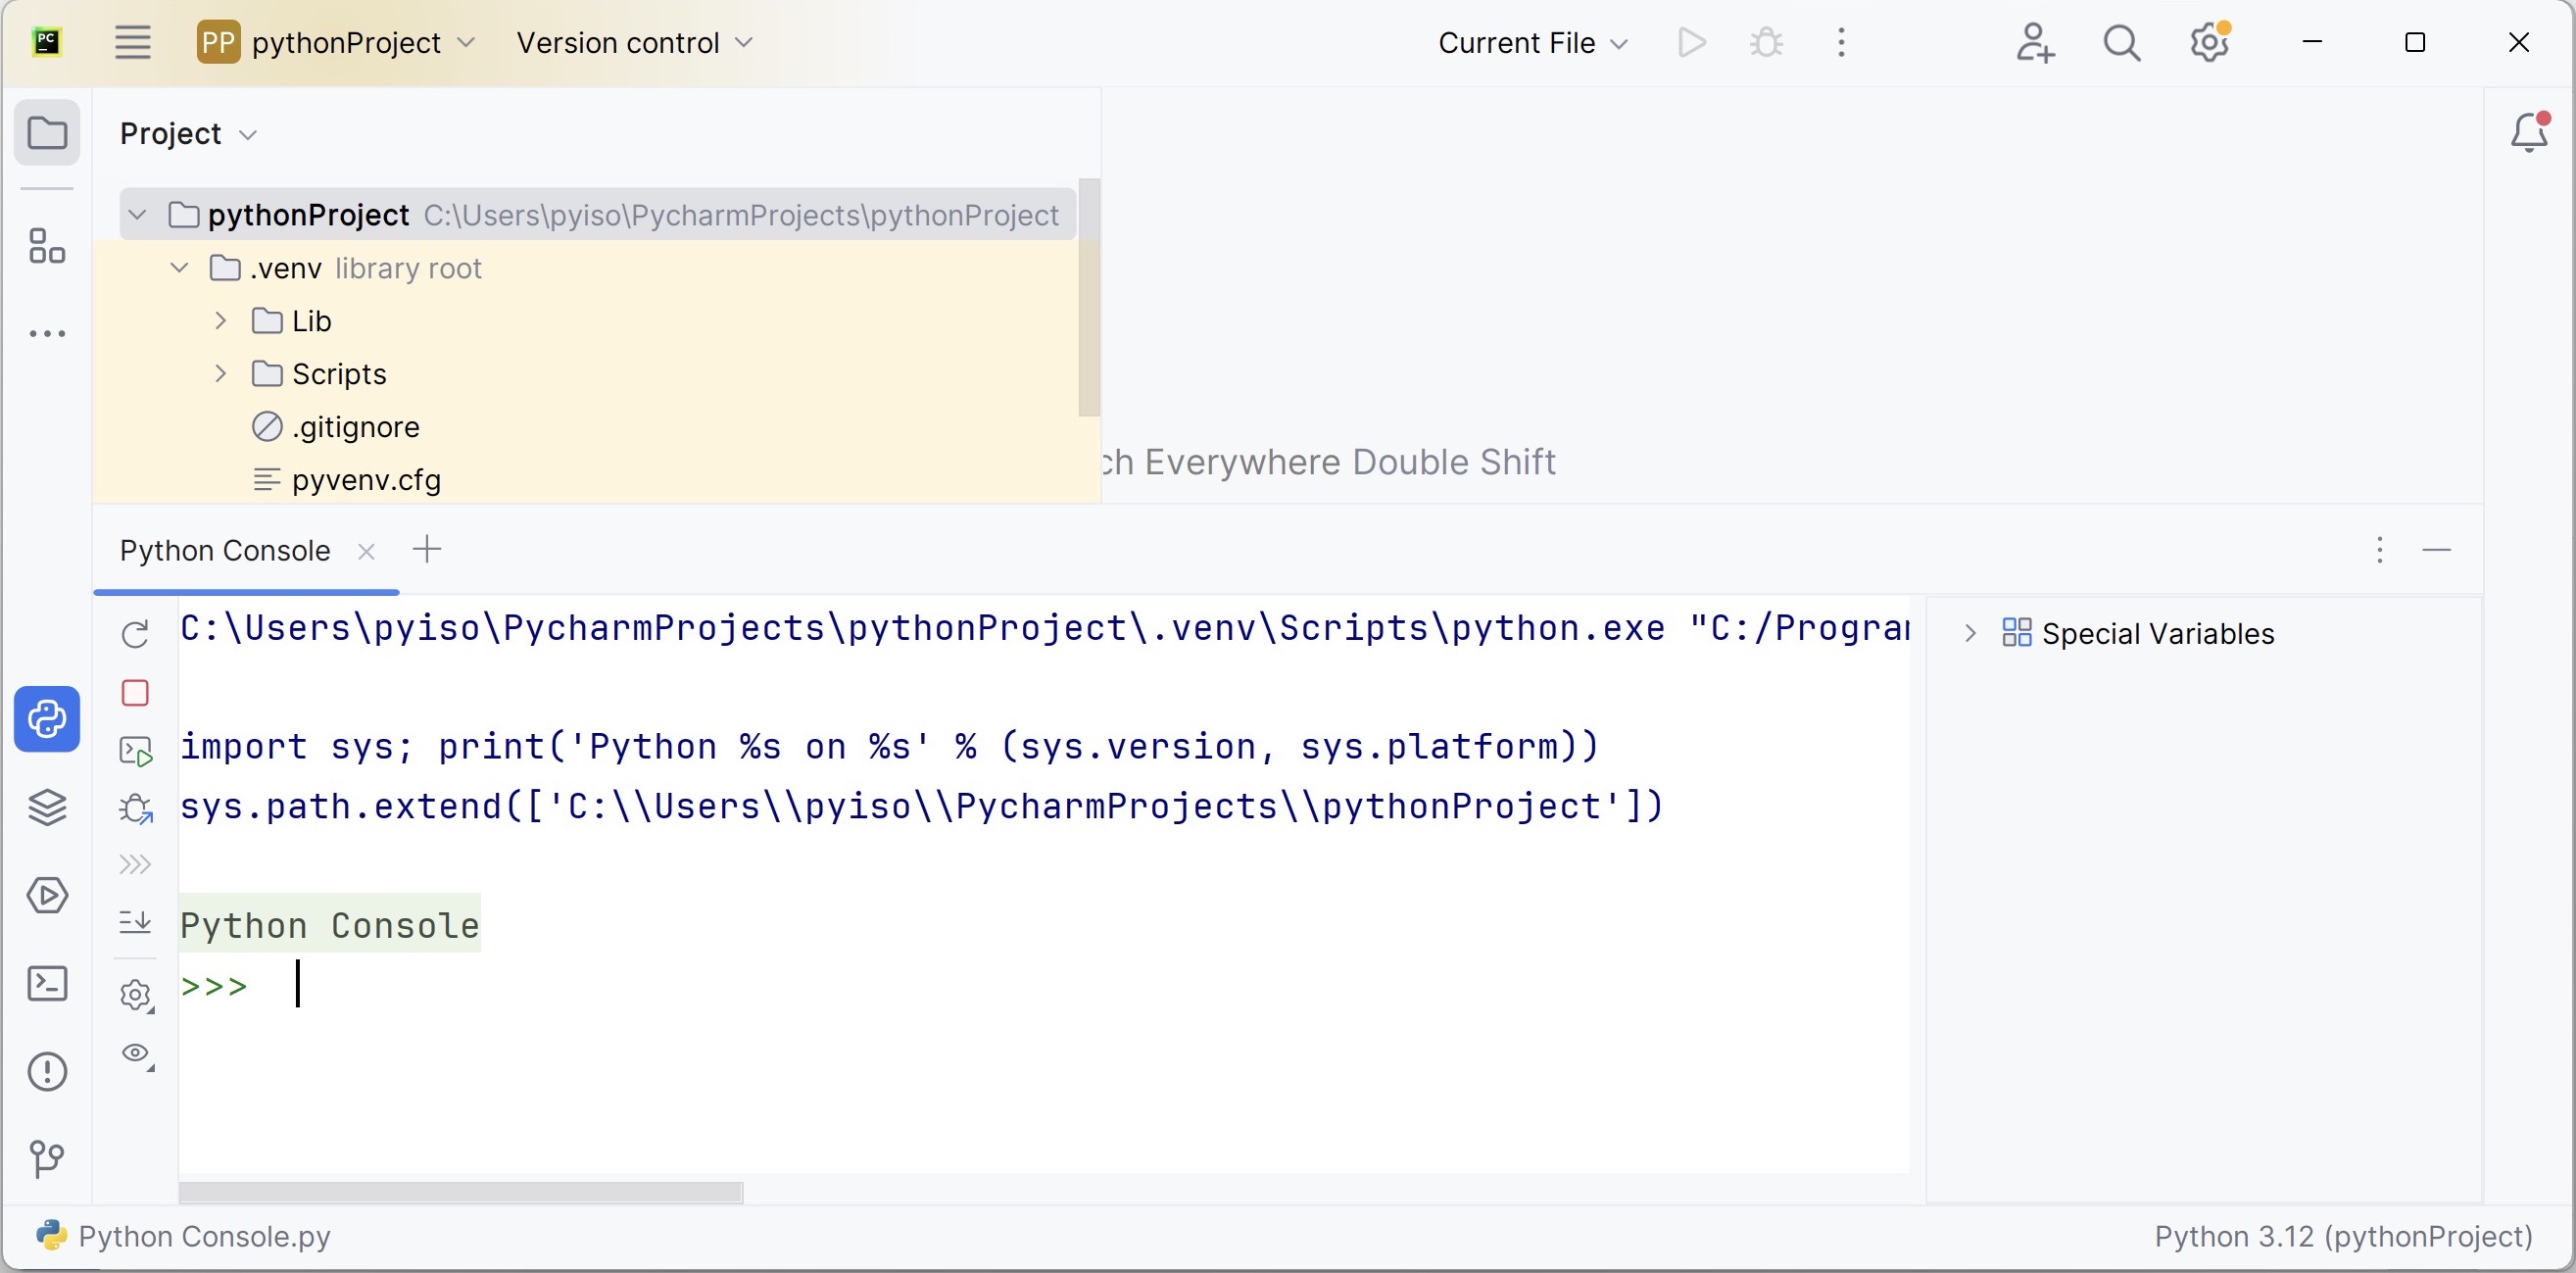 PC
PP pythonProject Version control Current File
Project
pythonProject C:\Users\pyiso\PycharmProjects\pythonProject
.venv library root
Lib
Scripts
.gitignore
pyvenv.cfg
ch Everywhere Double Shift
Python Console
C:\Users\pyiso\PycharmProjects\pythonProject\.venv\Scripts\python.exe "C:/Program
import sys; print('Python %s on %s' % (sys.version, sys.platform))
sys.path.extend(['C:\\Users\\pyiso\\PycharmProjects\\pythonProject'])
Python Console
>>>
Special Variables
Python Console.py
Python 3.12 (pythonProject)